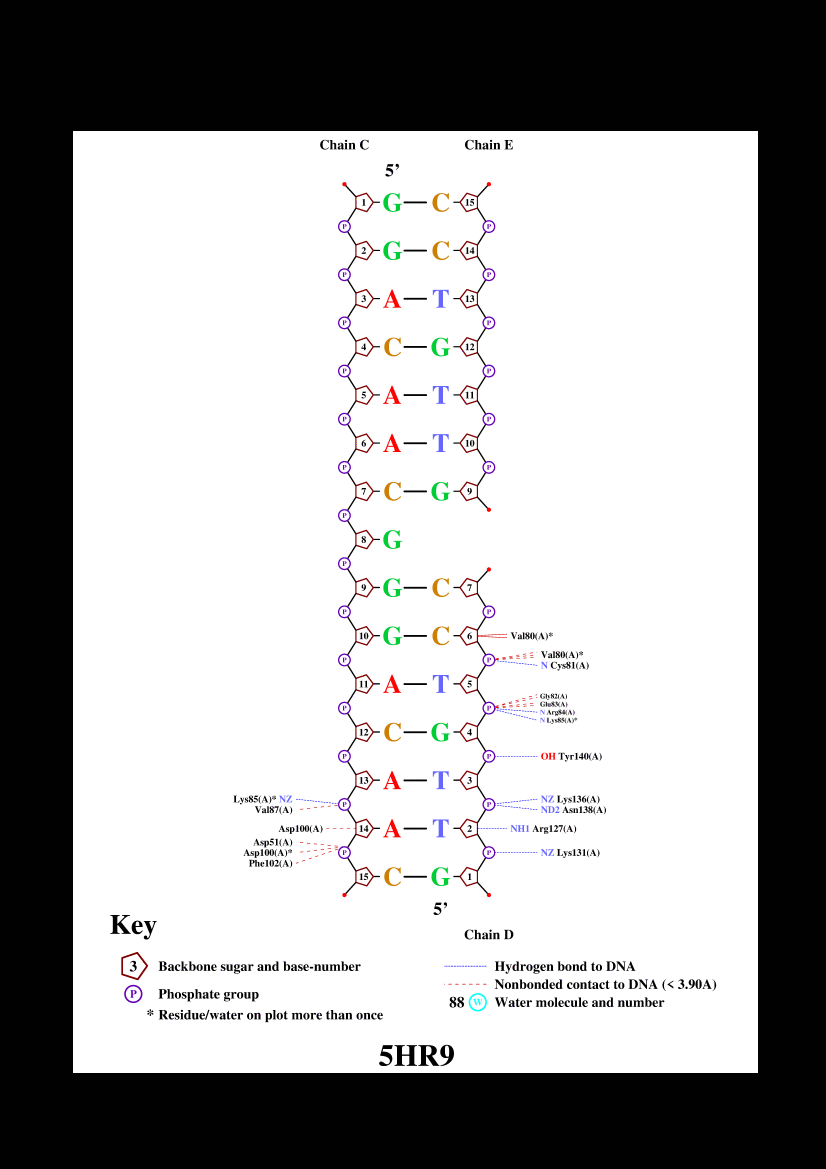 Chain C Chain E
5’
1 G C 15
P P
2 G C 14
P P
3 A T 13
P P
4 C G 12
P P
5 A T 11
P P
6 A T 10
P P
7 C G 9
P
8 G
P
9 G C 7
P P
10 G C 6 Val80(A)*
P P Val80(A)*
N Cys81(A)
11 A T 5
Gly82(A)
P P Glu83(A)
N Arg84(A)
N Lys85(A)*
12 C G 4
P P OH Tyr140(A)
13 A T 3
Lys85(A)* NZ P P NZ Lys136(A)
Val87(A) ND2 Asn138(A)
Asp100(A) 14 A T 2 NH1 Arg127(A)
Asp51(A)
Asp100(A)* P P NZ Lys131(A)
Phe102(A)
15 C G 1
5’
Key
Chain D
3 Backbone sugar and base-number
P Phosphate group
* Residue/water on plot more than once
Hydrogen bond to DNA
Nonbonded contact to DNA (< 3.90A)
88 W Water molecule and number
5HR9